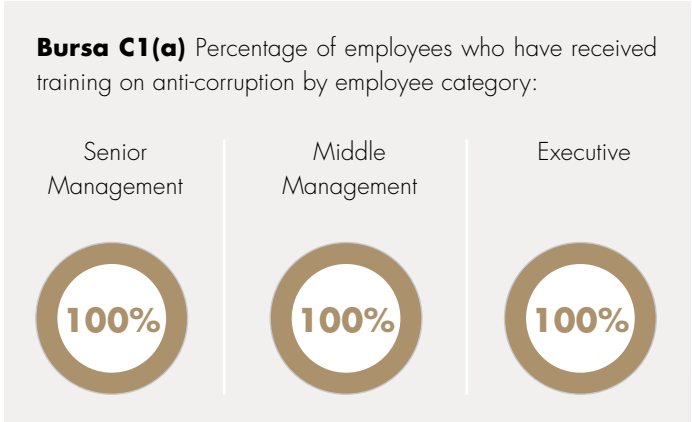 Bursa C1(a) Percentage of employees who have received
training on anti-corruption by employee category:
Senior
Management
Middle
Management
Executive
100%
100%
100%